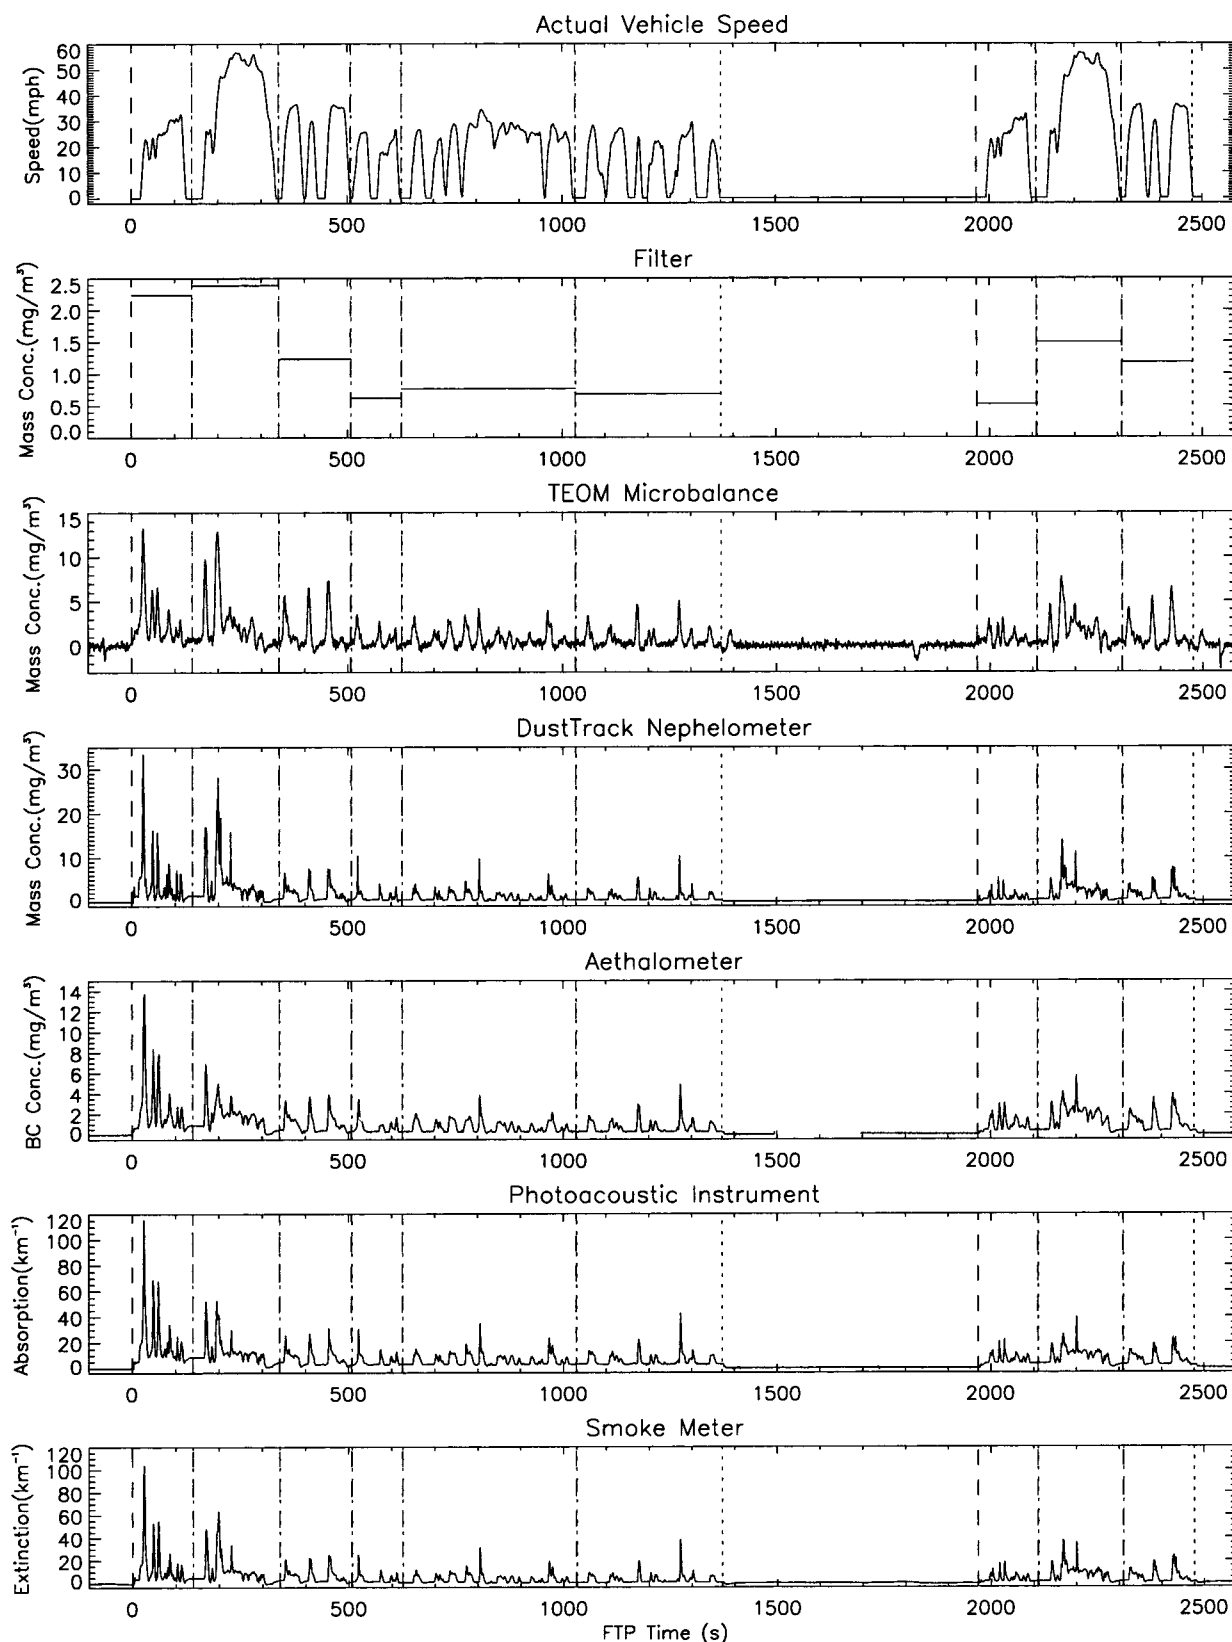 Actual Vehicle Speed
Speed(mph)
60
50
40
30
20
10
0
0 500 1000 1500 2000 2500
Filter
Mass Conc.(mg/m³)
2.5
2.0
1.5
1.0
0.5
0.0
0 500 1000 1500 2000 2500
TEOM Microbalance
Mass Conc.(mg/m³)
15
10
5
0
0 500 1000 1500 2000 2500
DustTrack Nephelometer
Mass Conc.(mg/m³)
30
20
10
0
0 500 1000 1500 2000 2500
Aethalometer
BC Conc.(mg/m³)
14
12
10
8
6
4
2
0
0 500 1000 1500 2000 2500
Photoacoustic Instrument
Absorption(km⁻¹)
120
100
80
60
40
20
0
0 500 1000 1500 2000 2500
Smoke Meter
Extinction(km⁻¹)
120
100
80
60
40
20
0
0 500 1000 1500 2000 2500
FTP Time (s)